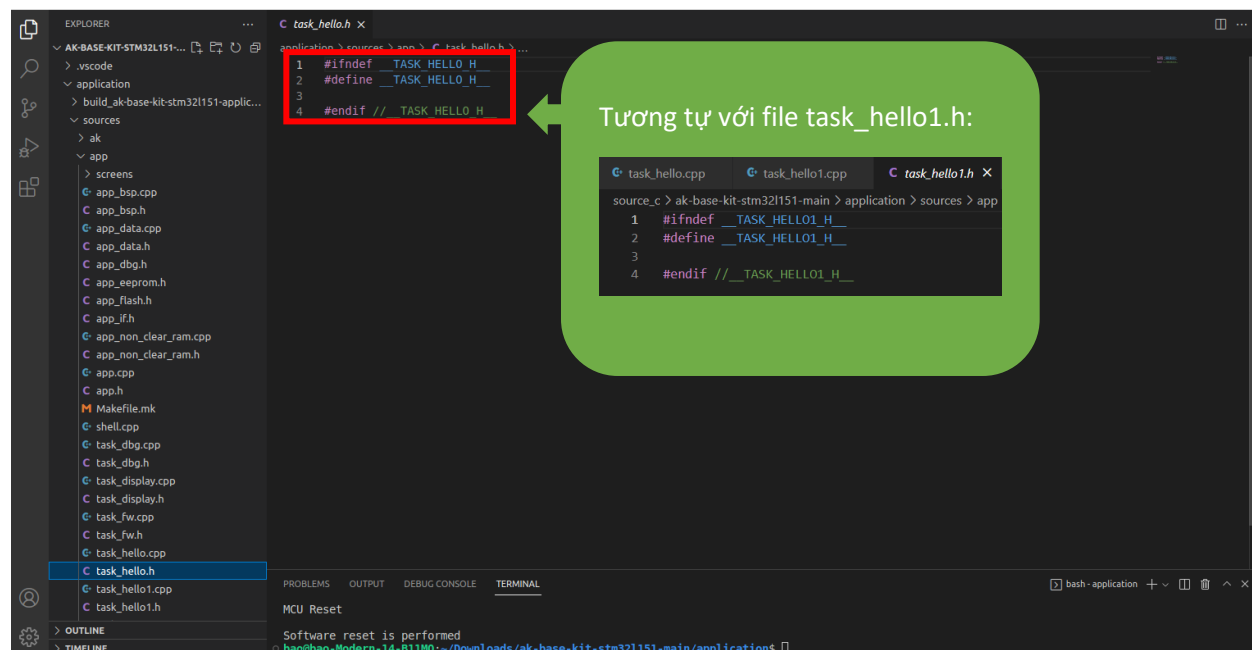 EXPLORER ...
AK-BASE-KIT-STM32L151-...
.vscode
application
build_ak-base-kit-stm32l151-applic...
sources
ak
app
screens
app_bsp.cpp
app_bsp.h
app_data.cpp
app_data.h
app_dbg.h
app_eeprom.h
app_flash.h
app_if.h
app_non_clear_ram.cpp
app_non_clear_ram.h
app.cpp
app.h
Makefile.mk
shell.cpp
task_dbg.cpp
task_dbg.h
task_display.cpp
task_display.h
task_fw.cpp
task_fw.h
task_hello.cpp
task_hello.h
task_hello1.cpp
task_hello1.h
OUTLINE
TIMELINE
task_hello.h
application > sources > app > C task_hello.h > ...
1 #ifndef __TASK_HELLO_H__
2 #define __TASK_HELLO_H__
3
4 #endif //__TASK_HELLO_H__
Tương tự với file task_hello1.h:
task_hello.cpp task_hello1.cpp C task_hello1.h
source_c > ak-base-kit-stm32l151-main > application > sources > app
1 #ifndef __TASK_HELLO1_H__
2 #define __TASK_HELLO1_H__
3
4 #endif //__TASK_HELLO1_H__
PROBLEMS OUTPUT DEBUG CONSOLE TERMINAL
bash - application
MCU Reset
Software reset is performed
bao@bao-Modern-14-B11MO:~/Downloads/ak-base-kit-stm32l151-main/application$